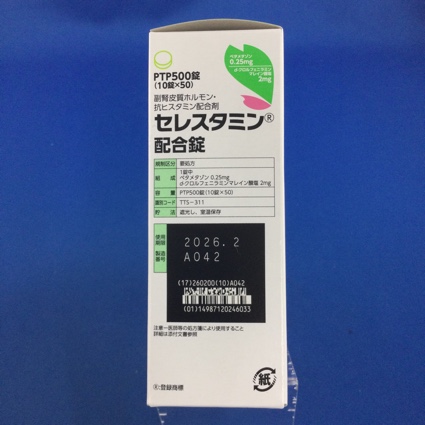 ベタメタゾン
0.25mg
d-クロルフェニラミン
マレイン酸塩
2mg
PTP500錠
(10錠×50)
副腎皮質ホルモン・
抗ヒスタミン配合剤
セレスタミン®
配合錠
規制区分 要処方
組成 1錠中
ベタメタゾン 0.25mg
d-クロルフェニラミンマレイン酸塩 2mg
容量 PTP500錠(10錠×50)
識別コード TTS-311
貯法 遮光し、室温保存
使用
期限 2026.2
製造
番号 A042
(17)260200(10)A042
(01)14987120246033
注意-医師等の処方箋により使用すること
詳細は添付文書参照
紙
®:登録商標